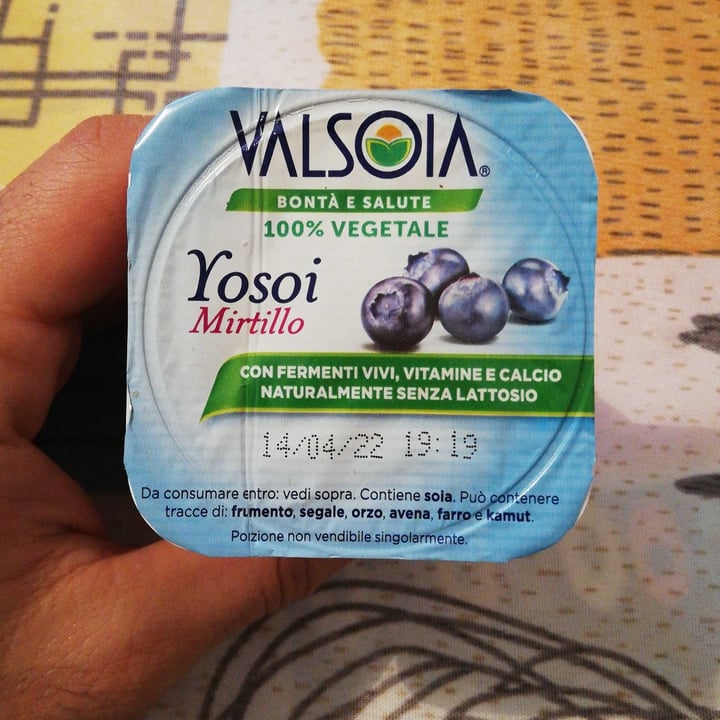 VALSOIA®
BONTÀ E SALUTE
100% VEGETALE
Yosoi
Mirtillo
CON FERMENTI VIVI, VITAMINE E CALCIO
NATURALMENTE SENZA LATTOSIO
14/04/22 19:19
Da consumare entro: vedi sopra. Contiene soia. Può contenere
tracce di: frumento, segale, orzo, avena, farro e kamut.
Porzione non vendibile singolarmente.